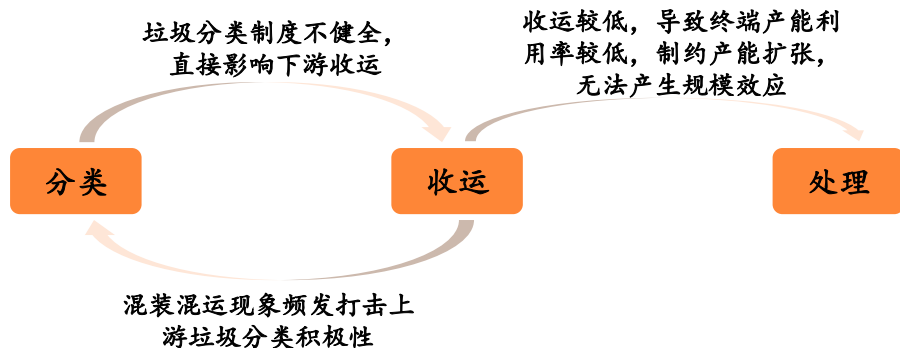 垃圾分类制度不健全，
直接影响下游收运
收运较低，导致终端产能利
用率较低，制约产能扩张，
无法产生规模效应
分类
收运
处理
混装混运现象频发打击上
游垃圾分类积极性